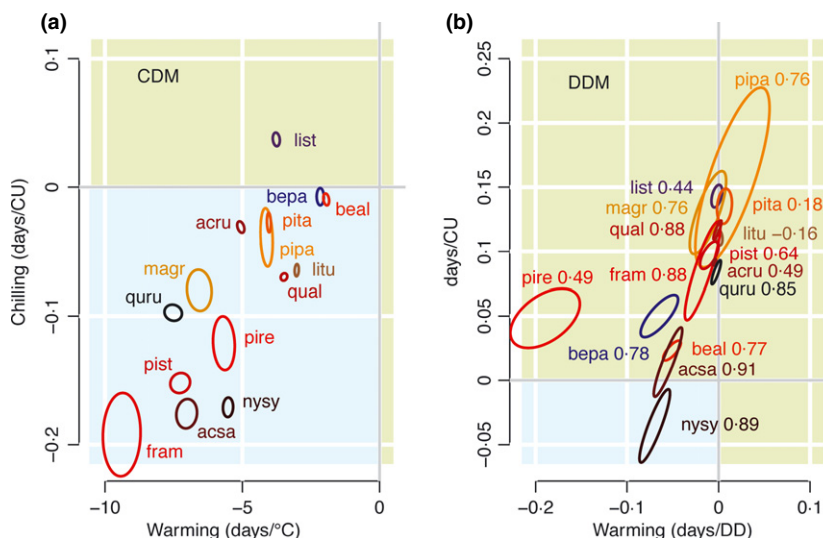 (a)
CDM
Chilling (days/CU)
0·1
0
−0·1
−0·2
list
bepa
beal
acru
pita
pipa
magr
litu
qual
quru
pire
pist
nysy
acsa
fram
−10
−5
0
Warming (days/°C)
(b)
DDM
days/CU)
0·25
0·2
0·15
0·1
0·05
0
−0·05
pipa 0·76
list 0·44
magr 0·76
pita 0·18
qual 0·88
litu −0·16
pist 0·64
pire 0·49
fram 0·88
acru 0·49
quru 0·85
bepa 0·78
beal 0·77
acsa 0·91
nysy 0·89
−0·2
−0·1
0
0·1
Warming (days/DD)